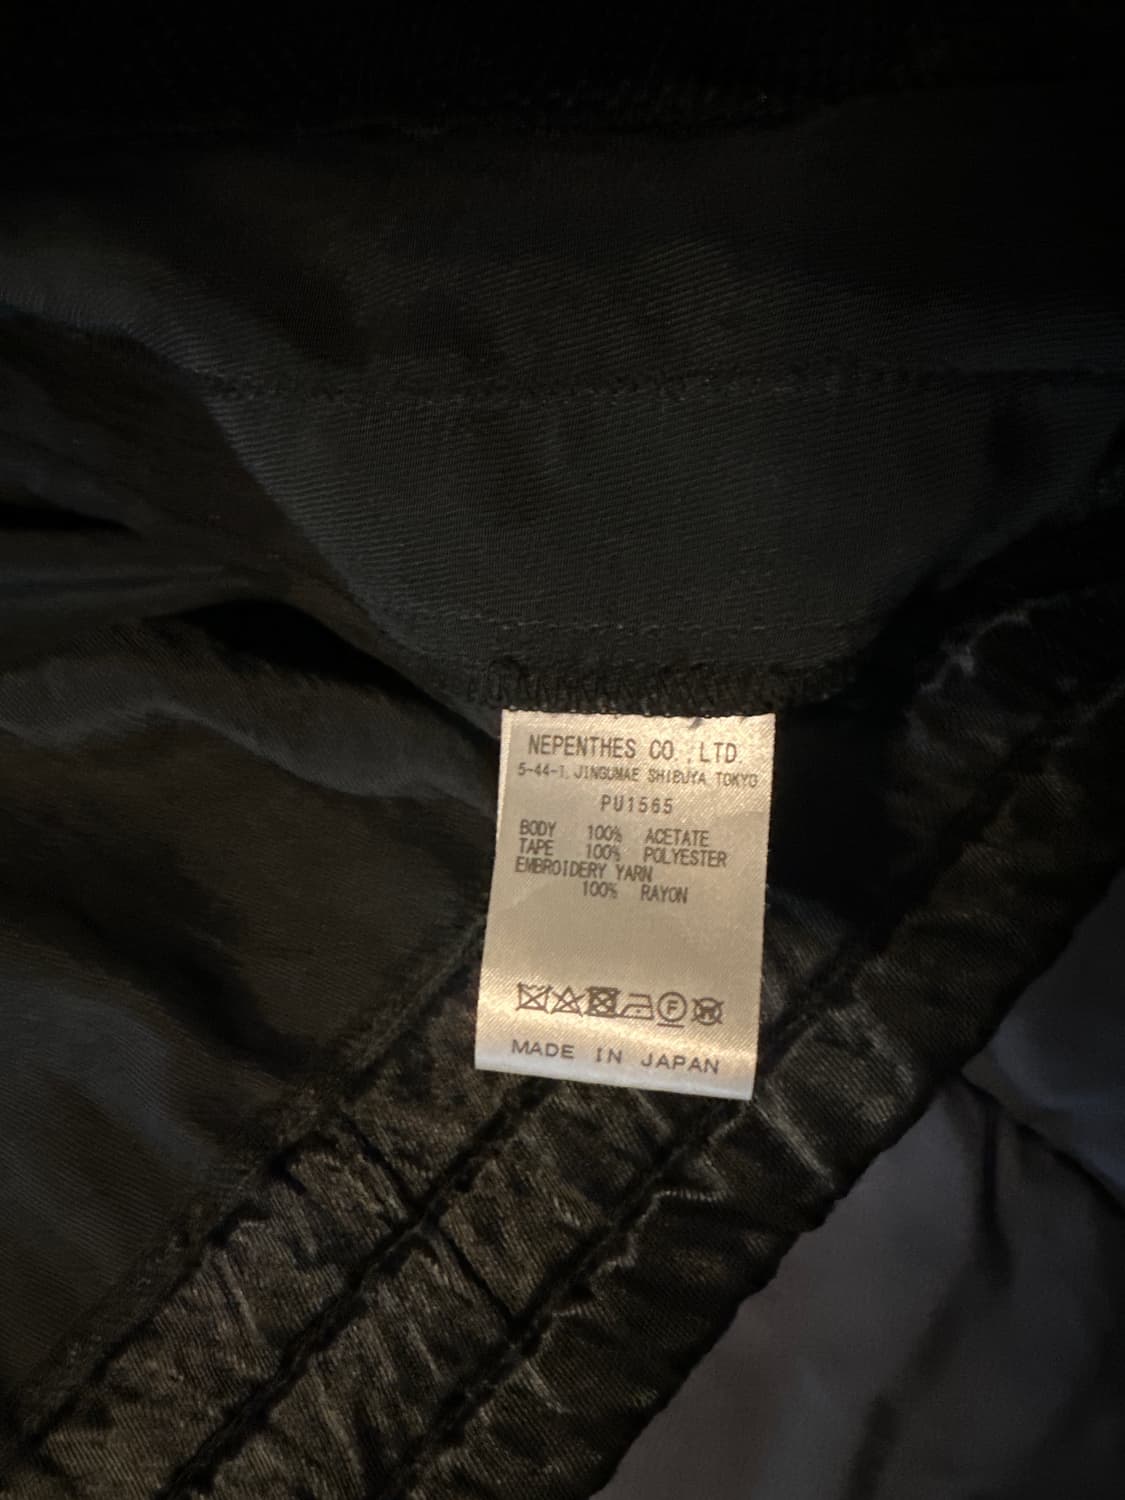 NEPENTHES CO.,LTD.
5-44-1, JINGUMAE SHIBUYA TOKYO
PU1565
BODY 100% ACETATE
TAPE 100% POLYESTER
EMBROIDERY YARN
100% RAYON
F W
MADE IN JAPAN